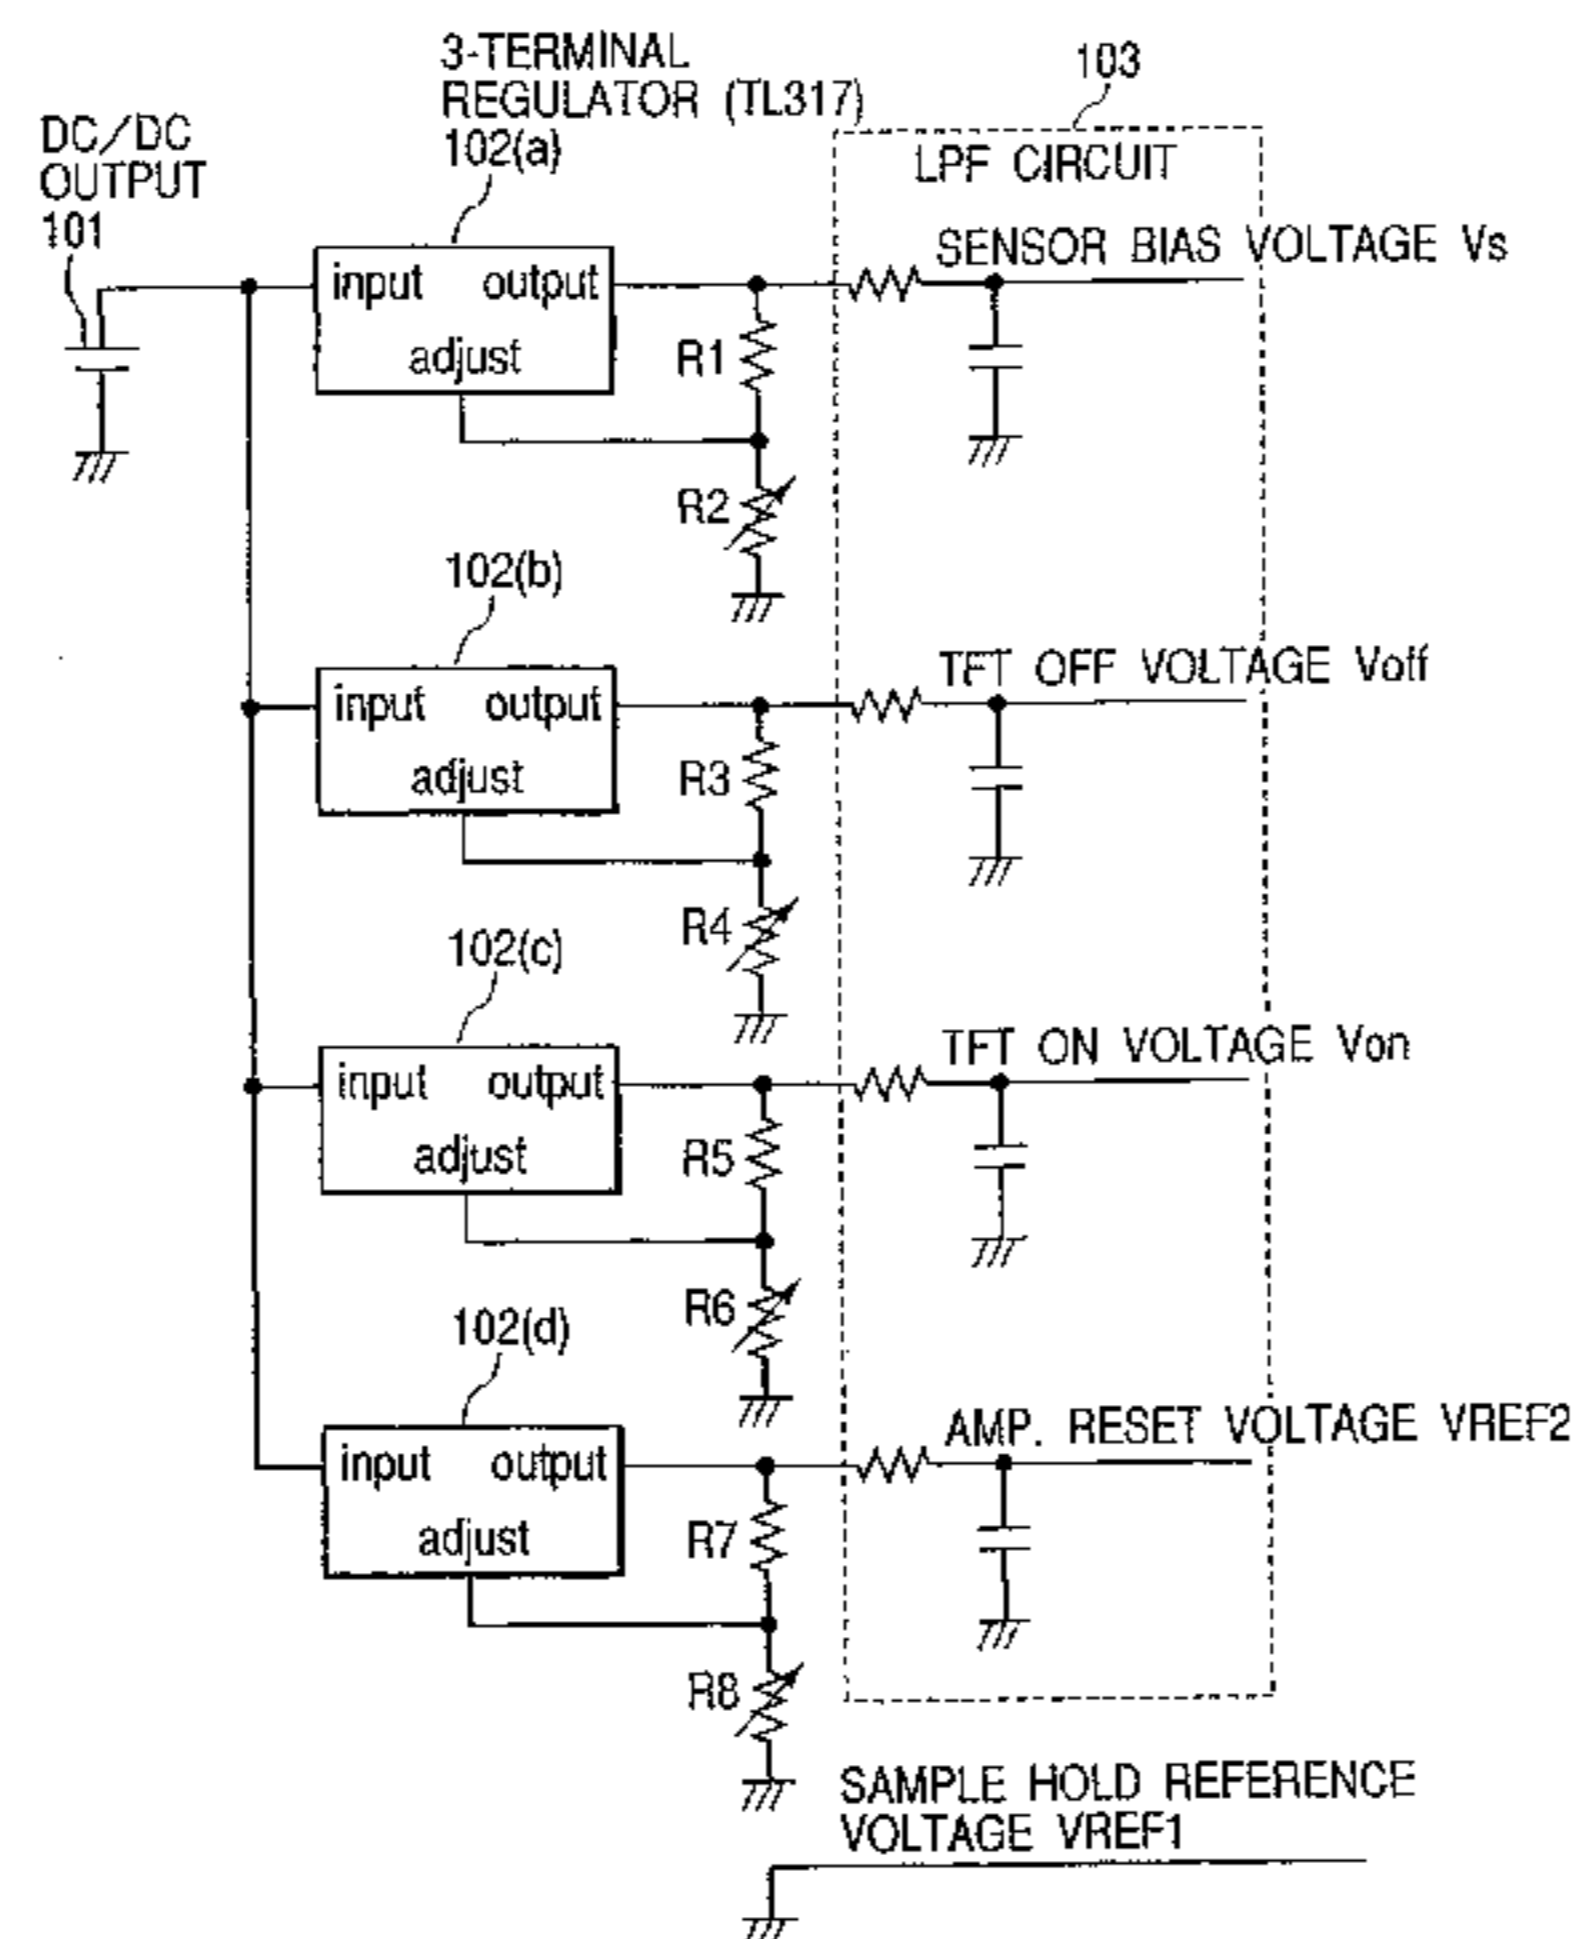 3-TERMINAL
REGULATOR (TL317)
102(a)
103
DC/DC
OUTPUT
101
LPF CIRCUIT
SENSOR BIAS VOLTAGE Vs
input output
adjust
R1
R2
102(b)
TFT OFF VOLTAGE Voff
input output
adjust
R3
R4
102(c)
TFT ON VOLTAGE Von
input output
adjust
R5
R6
102(d)
AMP. RESET VOLTAGE VREF2
input output
adjust
R7
R8
SAMPLE HOLD REFERENCE
VOLTAGE VREF1